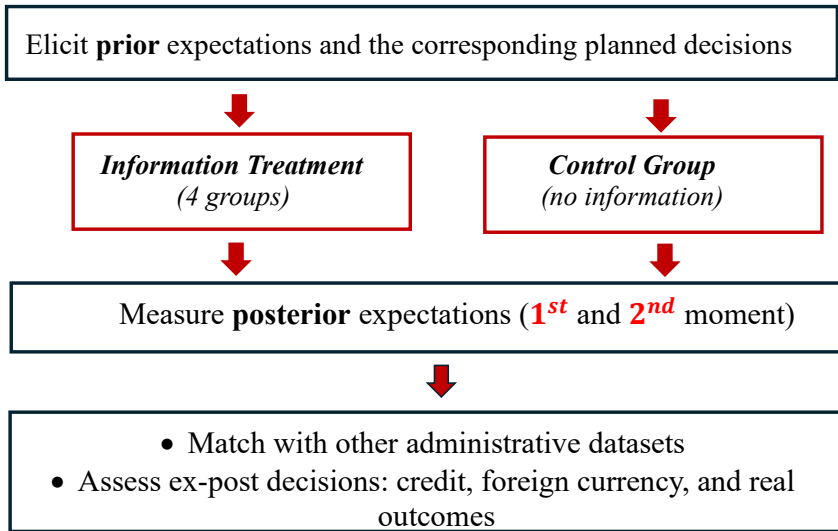 Elicit prior expectations and the corresponding planned decisions
Information Treatment
(4 groups)
Control Group
(no information)
Measure posterior expectations (1st and 2nd moment)
• Match with other administrative datasets
• Assess ex-post decisions: credit, foreign currency, and real
outcomes